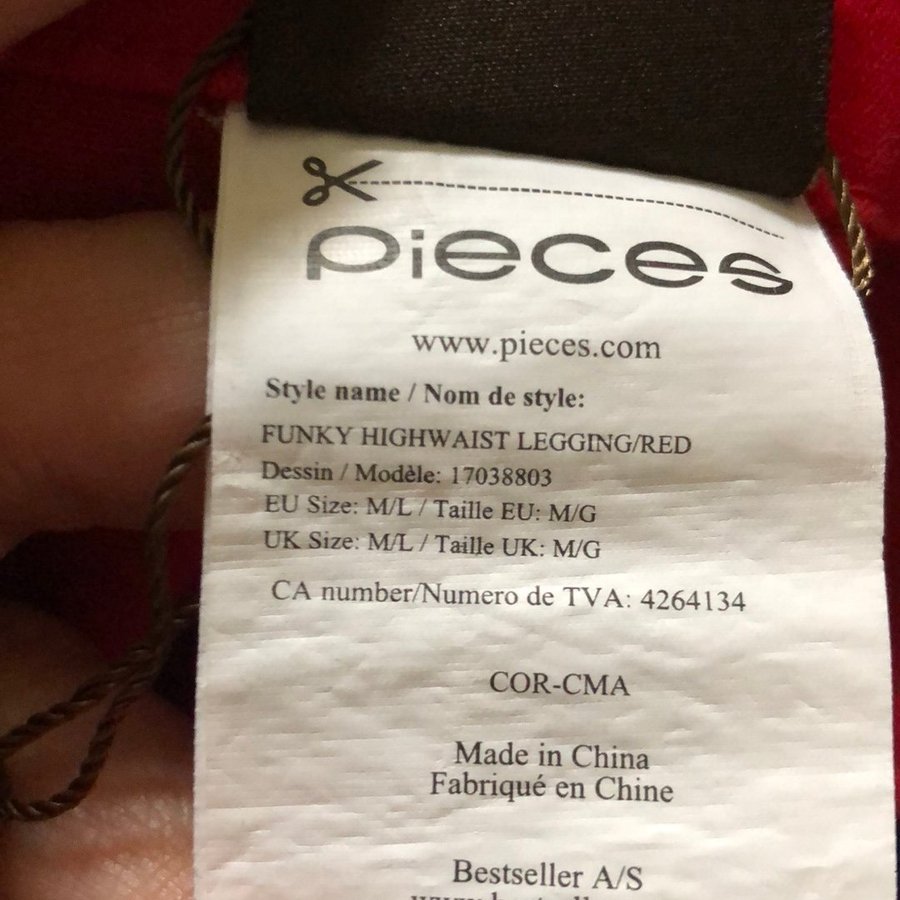 pieces
www.pieces.com
Style name / Nom de style:
FUNKY HIGHWAIST LEGGING/RED
Dessin / Modèle: 17038803
EU Size: M/L / Taille EU: M/G
UK Size: M/L / Taille UK: M/G
CA number/Numero de TVA: 4264134
COR-CMA
Made in China
Fabriqué en Chine
Bestseller A/S